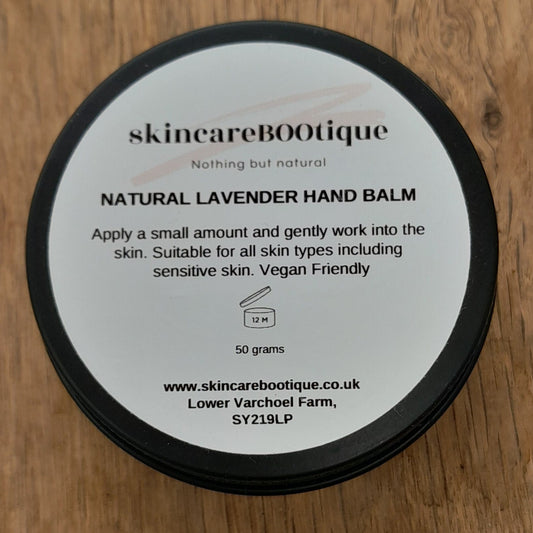 skincareBOOtique
Nothing but natural
NATURAL LAVENDER HAND BALM
Apply a small amount and gently work into the
skin. Suitable for all skin types including
sensitive skin. Vegan Friendly
12 M
50 grams
www.skincarebootique.co.uk
Lower Varchoel Farm,
SY219LP